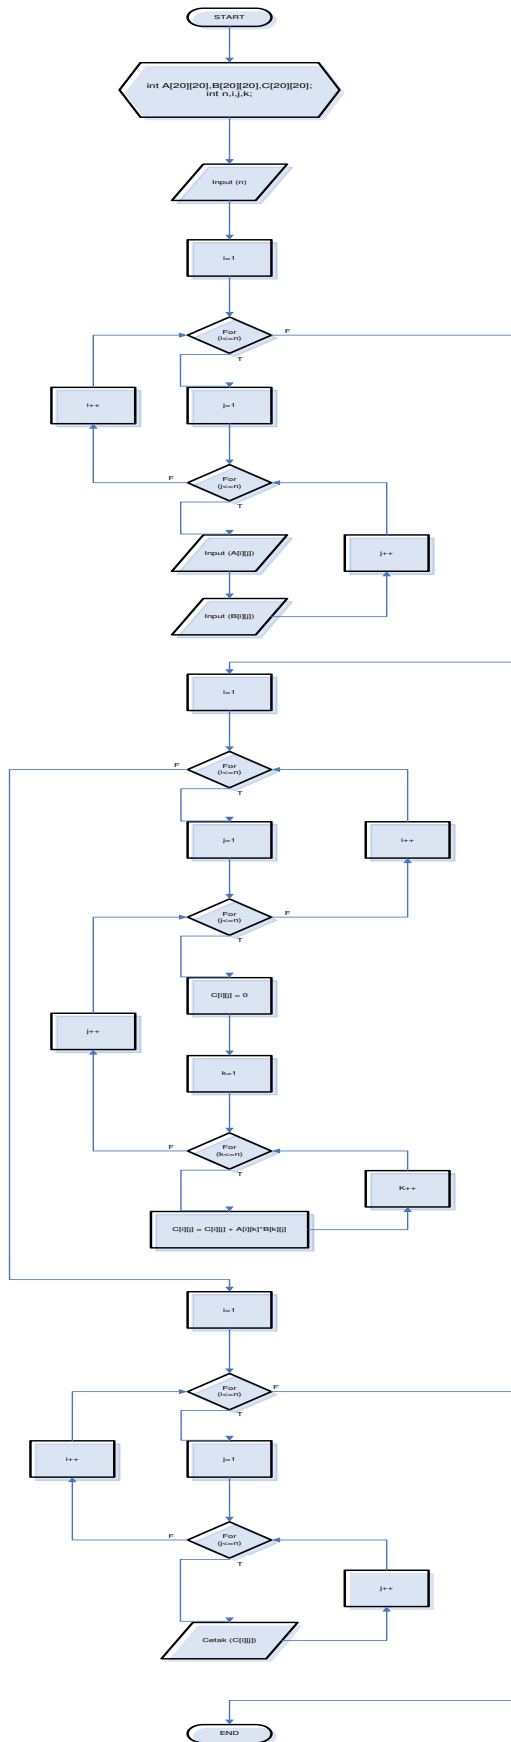 START
int A[20][20],B[20][20],C[20][20];
int n,i,j,k;
Input (n)
i=1
For
(i<=n)
F
T
i++
j=1
For
(j<=n)
F
T
Input (A[i][j])
j++
Input (B[i][j])
i=1
For
(i<=n)
F
T
j=1
i++
For
(j<=n)
F
T
C[i][j] = 0
j++
k=1
For
(k<=n)
F
T
K++
C[i][j] = C[i][j] + A[i][k]*B[k][j]
i=1
For
(i<=n)
F
T
i++
j=1
For
(j<=n)
F
T
j++
Cetak (C[i][j])
END